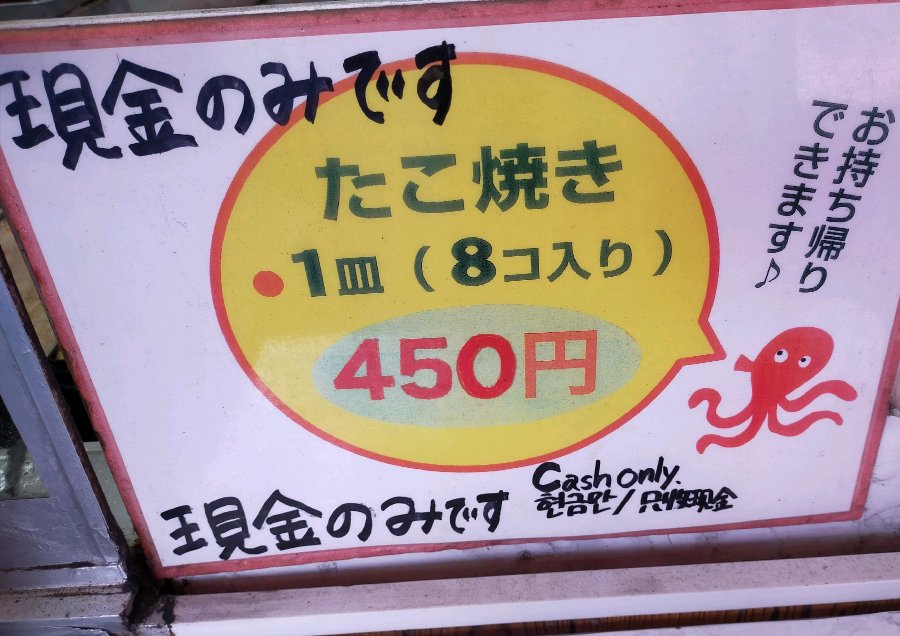 現金のみです
たこ焼き
•1皿(8コ入り)
450円
お持ち帰り
できます♪
現金のみです
Cash only.
현금만/只收現金